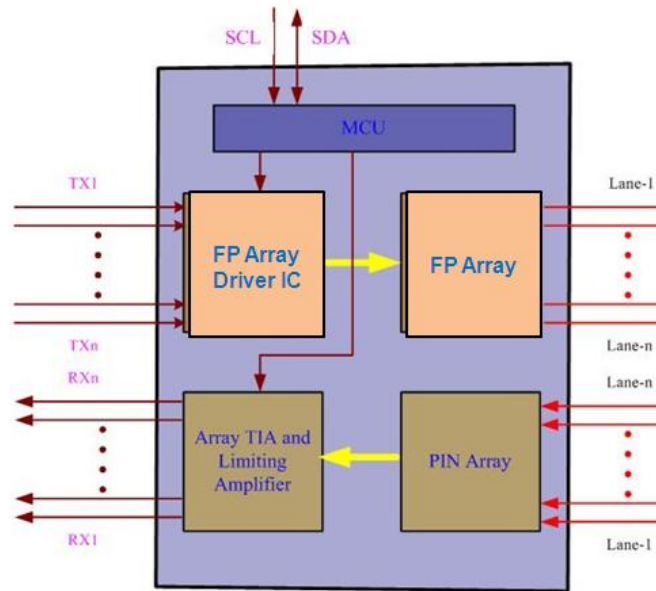 SCL SDA
MCU
TX1
Lane-1
FP Array
Driver IC
FP Array
TXn
Lane-n
RXn
Lane-n
Array TIA and
Limiting
Amplifier
PIN Array
RX1
Lane-1